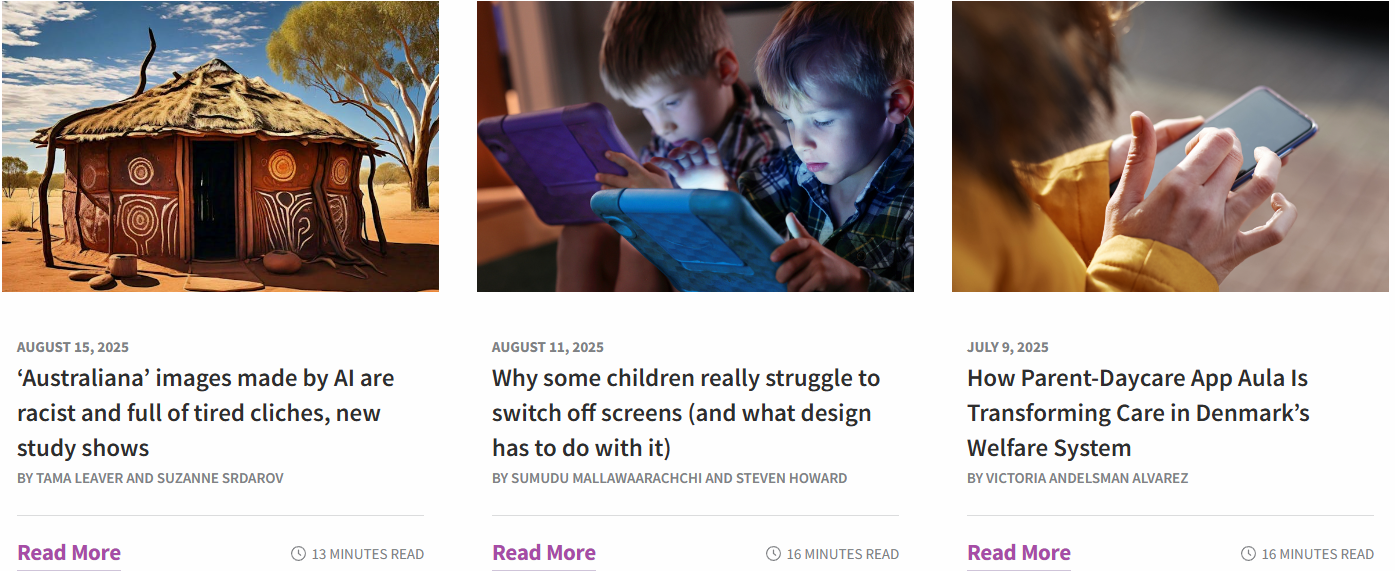 AUGUST 15, 2025
‘Australiana’ images made by AI are
racist and full of tired cliches, new
study shows
BY TAMA LEAVER AND SUZANNE SRDAROV
Read More
13 MINUTES READ
AUGUST 11, 2025
Why some children really struggle to
switch off screens (and what design
has to do with it)
BY SUMUDU MALLAWAARACHCHI AND STEVEN HOWARD
Read More
16 MINUTES READ
JULY 9, 2025
How Parent-Daycare App Aula Is
Transforming Care in Denmark’s
Welfare System
BY VICTORIA ANDELSMAN ALVAREZ
Read More
16 MINUTES READ